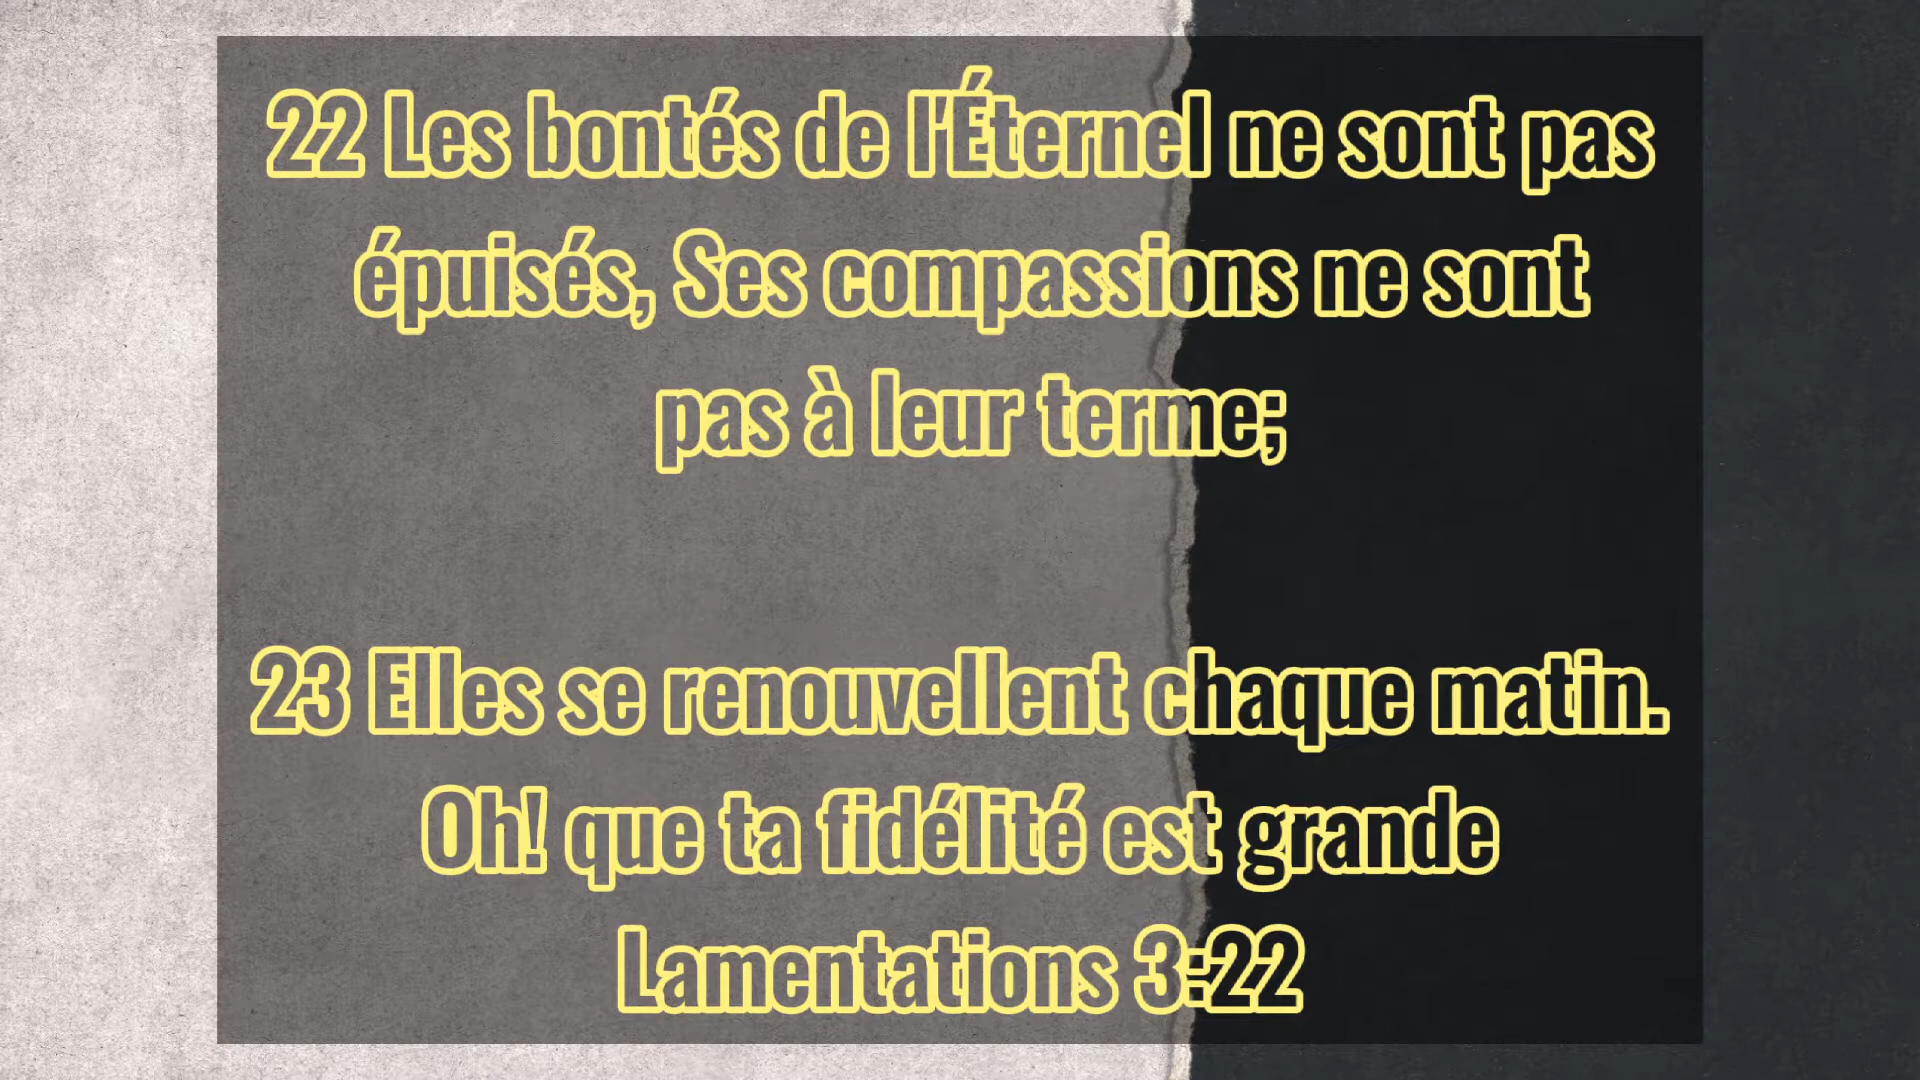 22 Les bontés de l'Éternel ne sont pas
épuisés, Ses compassions ne sont
pas à leur terme;
23 Elles se renouvellent chaque matin.
Oh! que ta fidélité est grande
Lamentations 3:22